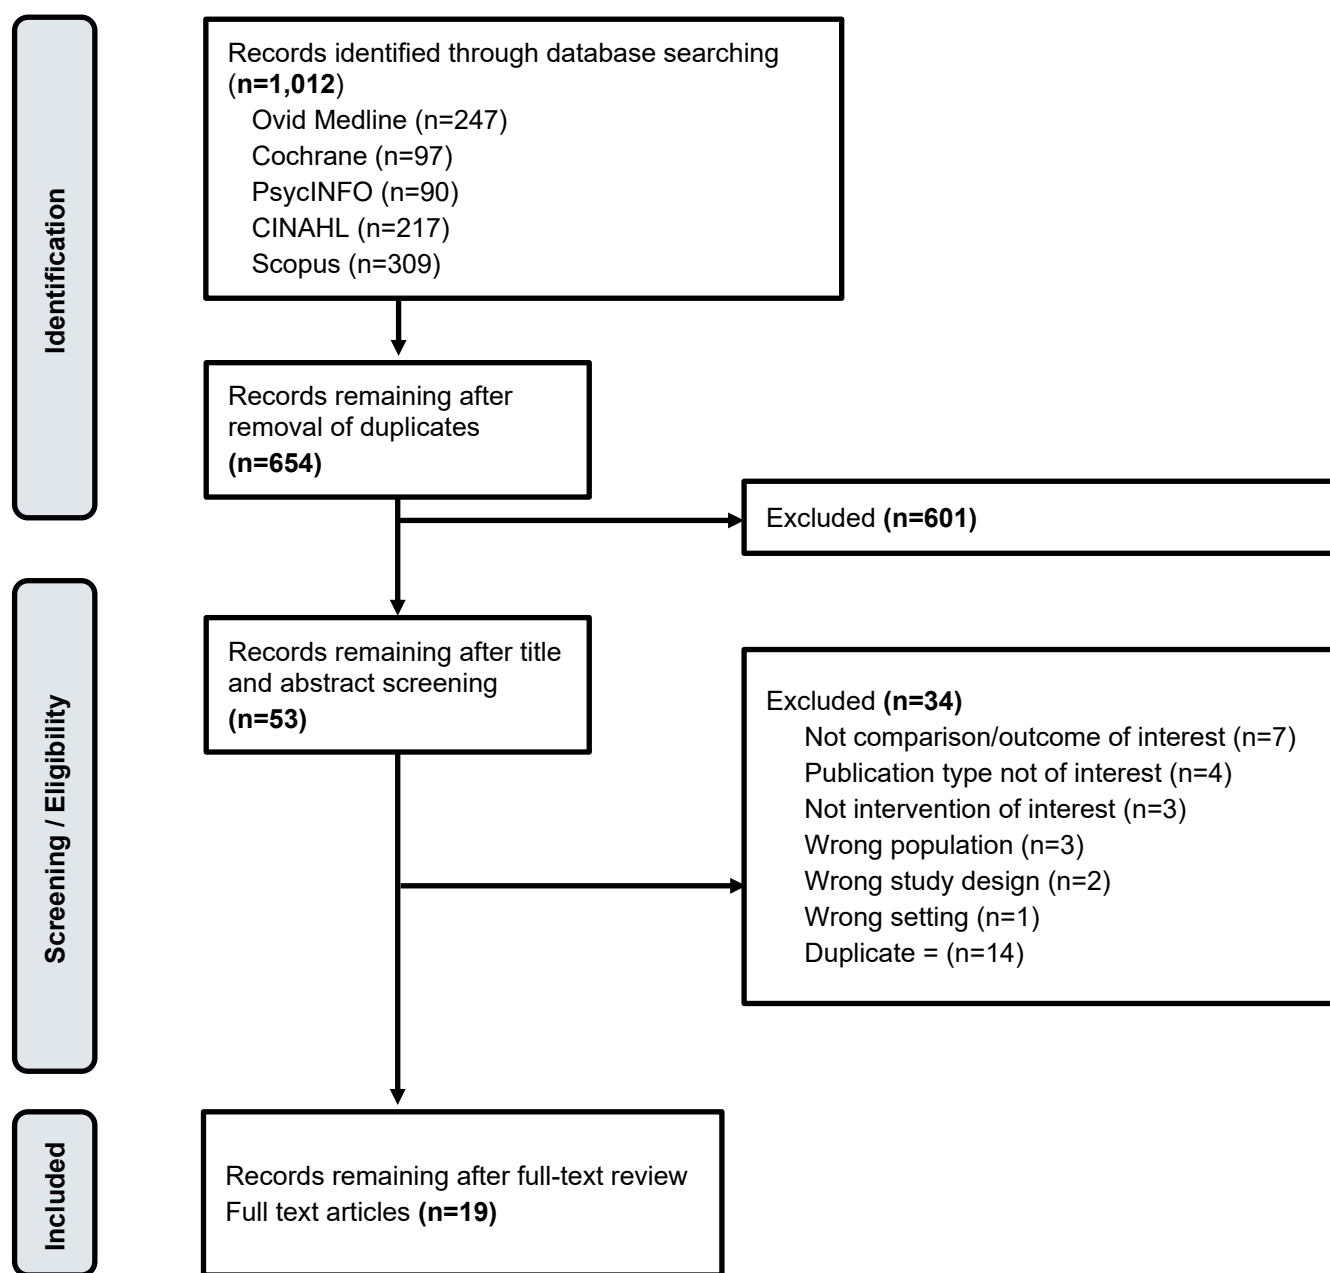 Identification
Records identified through database searching
(n=1,012)
Ovid Medline (n=247)
Cochrane (n=97)
PsycINFO (n=90)
CINAHL (n=217)
Scopus (n=309)
Records remaining after
removal of duplicates
(n=654)
Excluded (n=601)
Screening / Eligibility
Records remaining after title
and abstract screening
(n=53)
Excluded (n=34)
Not comparison/outcome of interest (n=7)
Publication type not of interest (n=4)
Not intervention of interest (n=3)
Wrong population (n=3)
Wrong study design (n=2)
Wrong setting (n=1)
Duplicate = (n=14)
Included
Records remaining after full-text review
Full text articles (n=19)